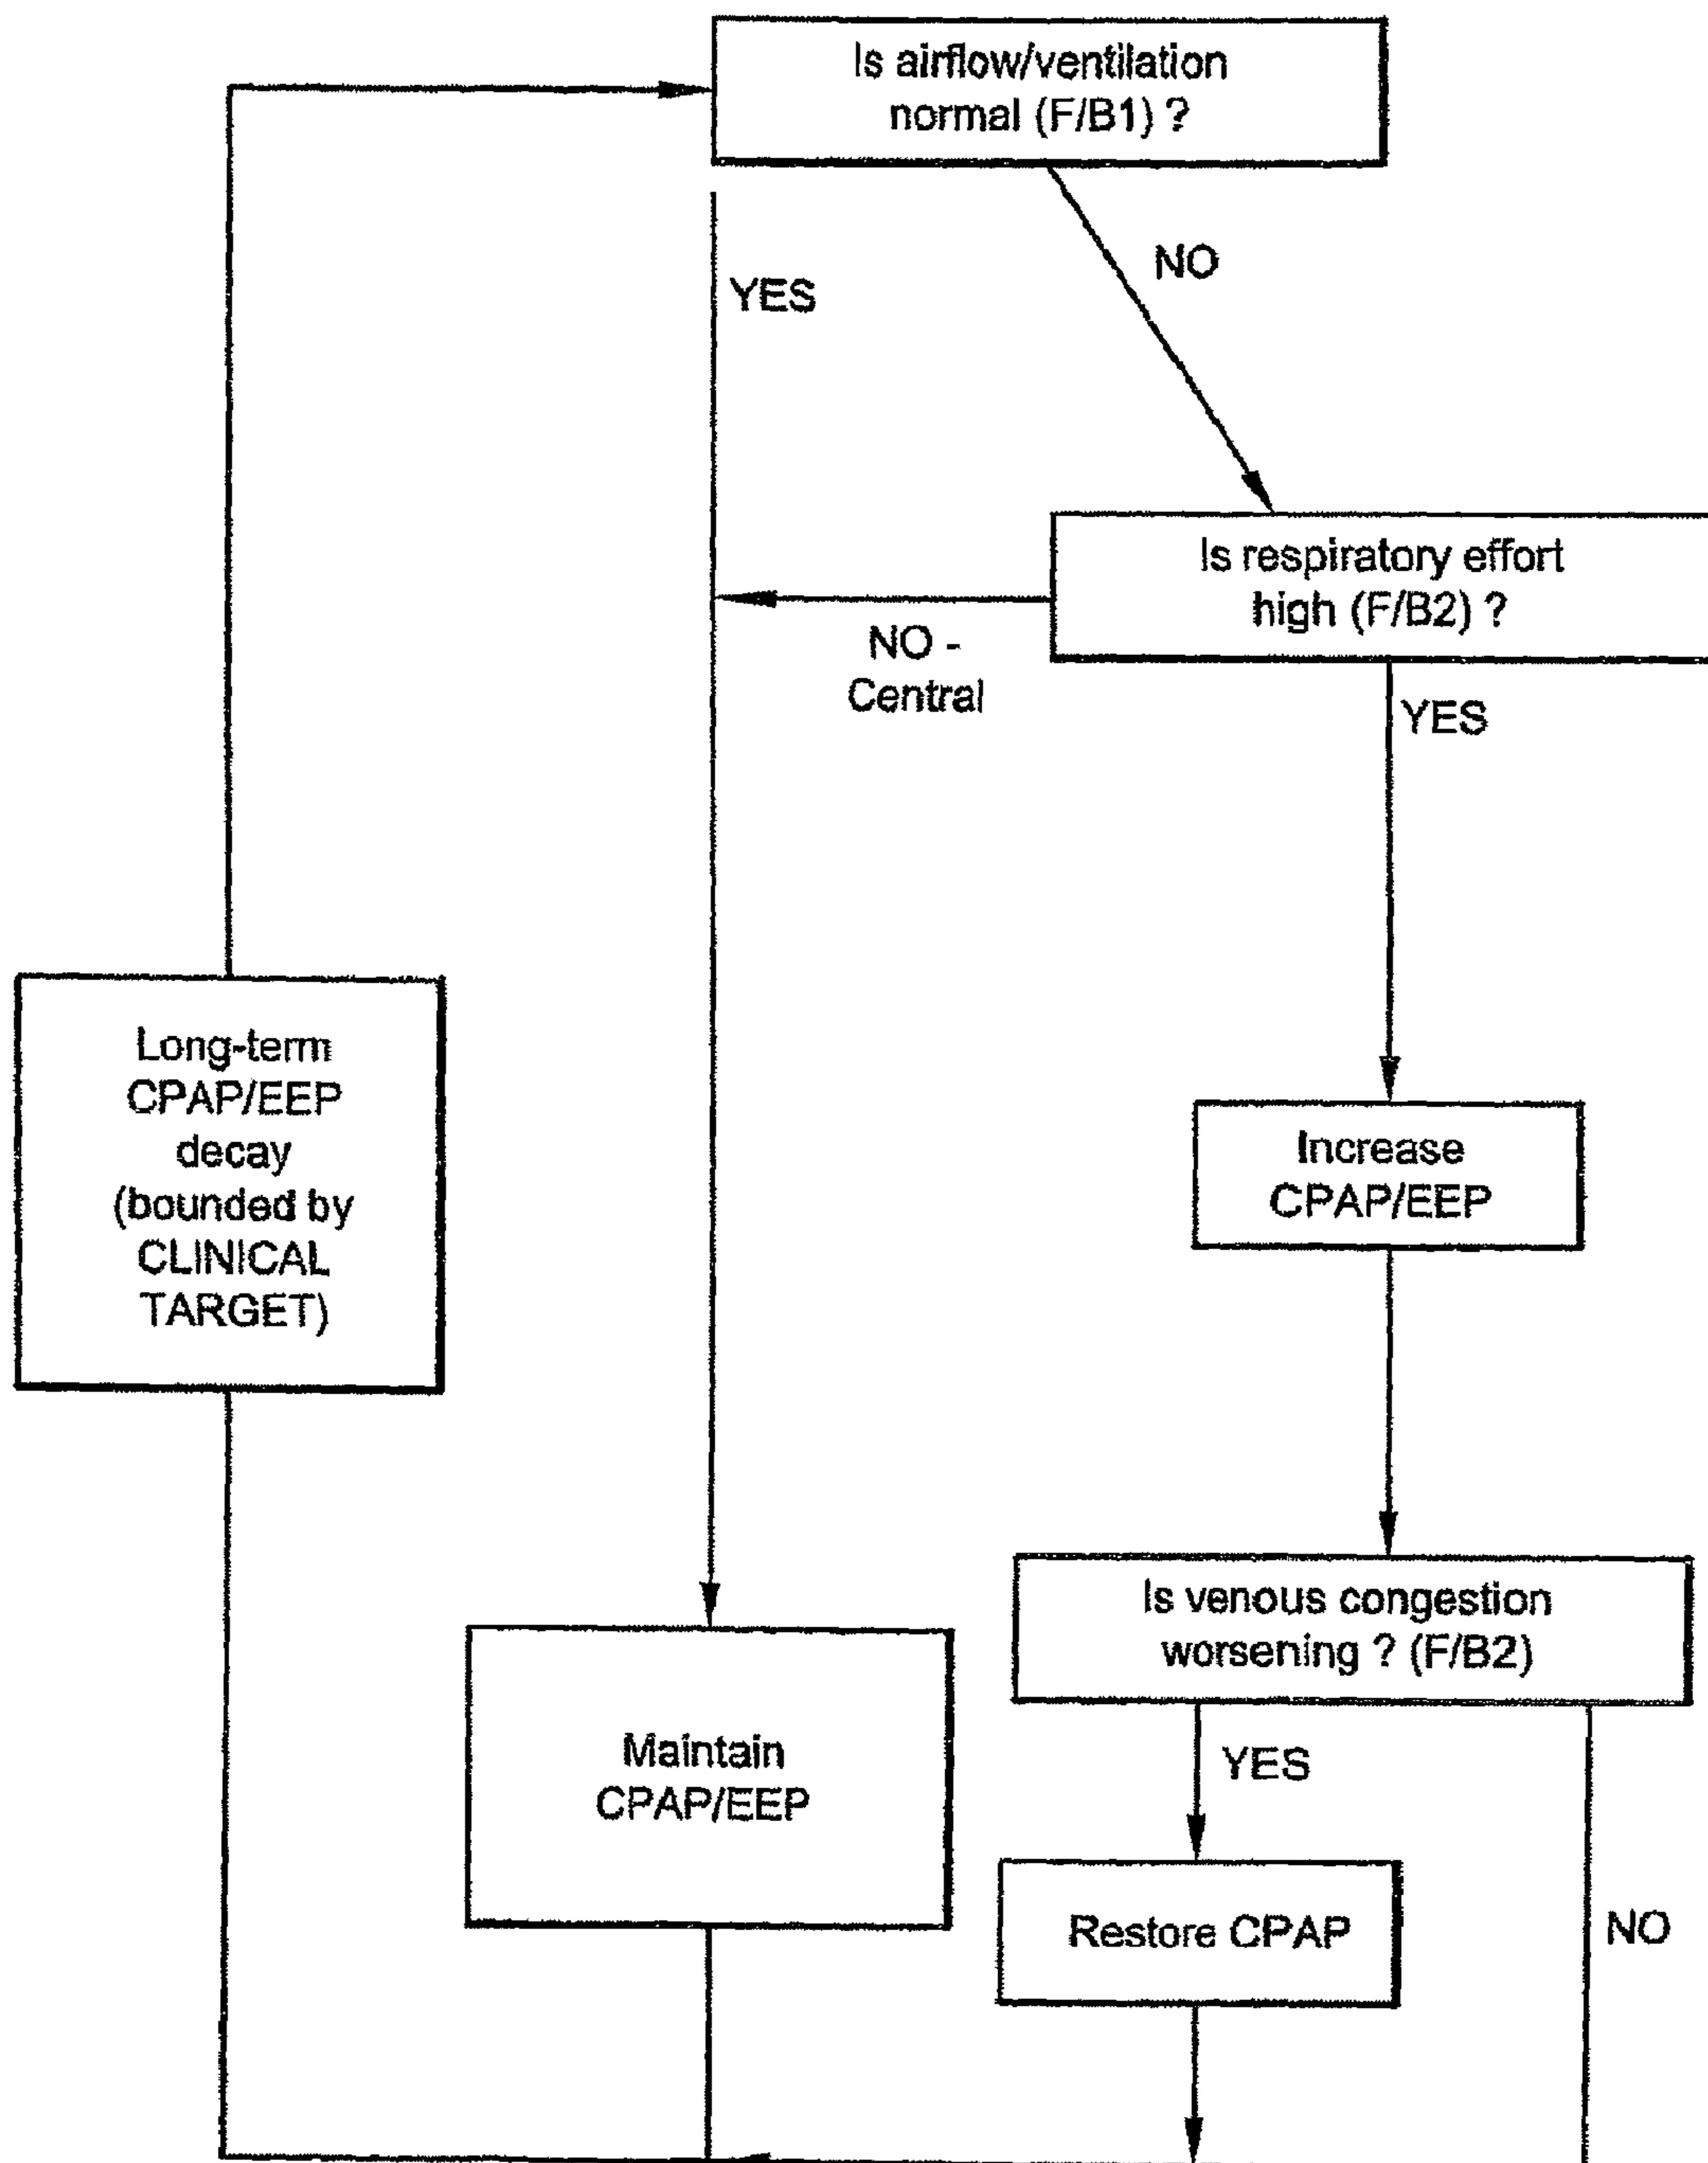 Is airflow/ventilation
normal (F/B1) ?
YES
NO
Is respiratory effort
high (F/B2) ?
NO -
Central
YES
Long-term
CPAP/EEP
decay
(bounded by
CLINICAL
TARGET)
Increase
CPAP/EEP
Is venous congestion
worsening ? (F/B2)
Maintain
CPAP/EEP
YES
Restore CPAP
NO